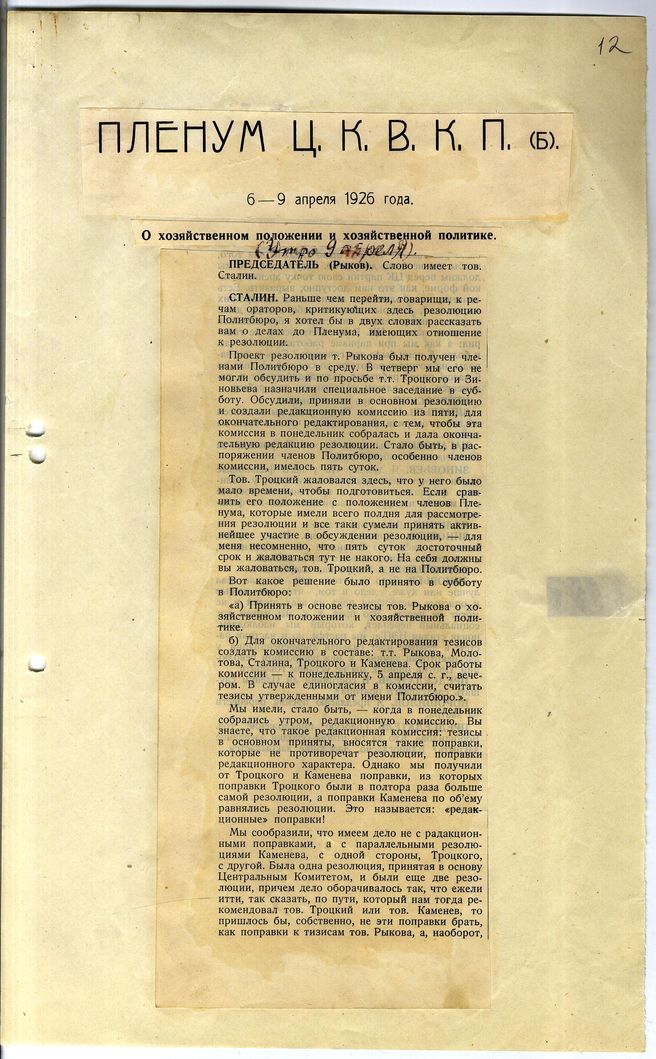 12
ПЛЕНУМ Ц. К. В. К. П. (Б).
6—9 апреля 1926 года.
О хозяйственном положении и хозяйственной политике.
(Утро 9 апреля).
ПРЕДСЕДАТЕЛЬ (Рыков). Слово имеет тов.
Сталин.
СТАЛИН. Раньше чем перейти, товарищи, к ре-
чам ораторов, критикующих здесь резолюцию
Политбюро, я хотел бы в двух словах рассказать
вам о делах до Пленума, имеющих отношение
к резолюции.
Проект резолюции т. Рыкова был получен чле-
нами Политбюро в среду. В четверг мы его не
могли обсудить и по просьбе т.т. Троцкого и Зи-
новьева назначили специальное заседание в суб-
боту. Обсудили, приняли в основном резолюцию
и создали редакционную комиссию из пяти, для
окончательного редактирования, с тем, чтобы эта
комиссия в понедельник собралась и дала оконча-
тельную редакцию резолюции. Стало быть, в рас-
поряжении членов Политбюро, особенно членов
комиссии, имелось пять суток.
Тов. Троцкий жаловался здесь, что у него было
мало времени, чтобы подготовиться. Если срав-
нить его положение с положением членов Пле-
нума, которые имели всего полдня для рассмотре-
ния резолюции и все таки сумели принять актив-
нейшее участие в обсуждении резолюции, — для
меня несомненно, что пять суток достоточный
срок и жаловаться тут не накого. На себя должны
вы жаловаться, тов. Троцкий, а не на Политбюро.
Вот какое решение было принято в субботу
в Политбюро:
«а) Принять в основе тезисы тов. Рыкова о хо-
зяйственном положении и хозяйственной поли-
тике.
б) Для окончательного редактирования тезисов
создать комиссию в составе: т.т. Рыкова, Моло-
това, Сталина, Троцкого и Каменева. Срок работы
комиссии — к понедельнику, 5 апреля с. г., вече-
ром. В случае единогласия в комиссии, считать
тезисы утвержденными от имени Политбюро.».
Мы имели, стало быть, — когда в понедельник
собрались утром, редакционную комиссию. Вы
знаете, что такое редакционная комиссия: тезисы
в основном приняты, вносятся такие поправки,
которые не противоречат резолюции, поправки
редакционного характера. Однако мы получили
от Троцкого и Каменева поправки, из которых
поправки Троцкого были в полтора раза больше
самой резолюции, а поправки Каменева по об'ему
равнялись резолюции. Это называется: «редак-
ционные» поправки!
Мы сообразили, что имеем дело не с радакцион-
ными поправками, а с параллельными резолю-
циями Каменева, с одной стороны, Троцкого,
с другой. Была одна резолюция, принятая в основу
Центральным Комитетом, и были еще две резо-
люции, причем дело оборачивалось так, что ежели
итти, так сказать, по пути, который нам тогда ре-
комендовал тов. Троцкий или тов. Каменев, то
пришлось бы, собственно, не эти поправки брать,
как поправки к тизисам тов. Рыкова, а, наоборот,